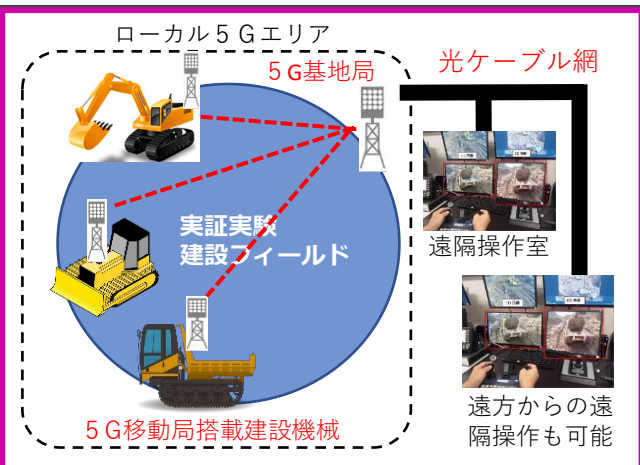 ローカル５Ｇエリア
５G基地局
光ケーブル網
実証実験
建設フィールド
遠隔操作室
５G移動局搭載建設機械
遠方からの遠
隔操作も可能